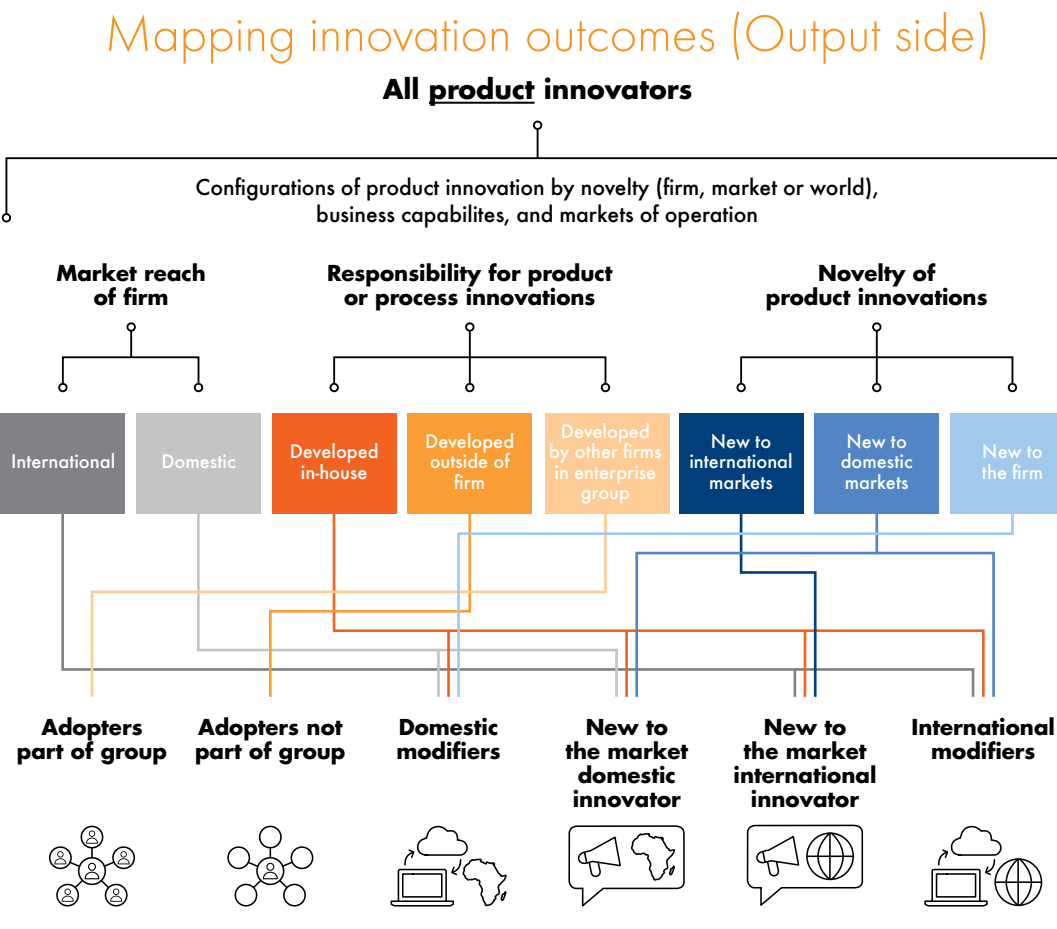 Mapping innovation outcomes (Output side)
All product innovators
Configurations of product innovation by novelty (firm, market or world),
business capabilites, and markets of operation
Market reach
of firm
Responsibility for product
or process innovations
Novelty of
product innovations
International
Domestic
Developed
in-house
Developed
outside of
firm
Developed
by other firms
in enterprise
group
New to
international
markets
New to
domestic
markets
New to
the firm
Adopters
part of group
Adopters not
part of group
Domestic
modifiers
New to
the market
domestic
innovator
New to
the market
international
innovator
International
modifiers